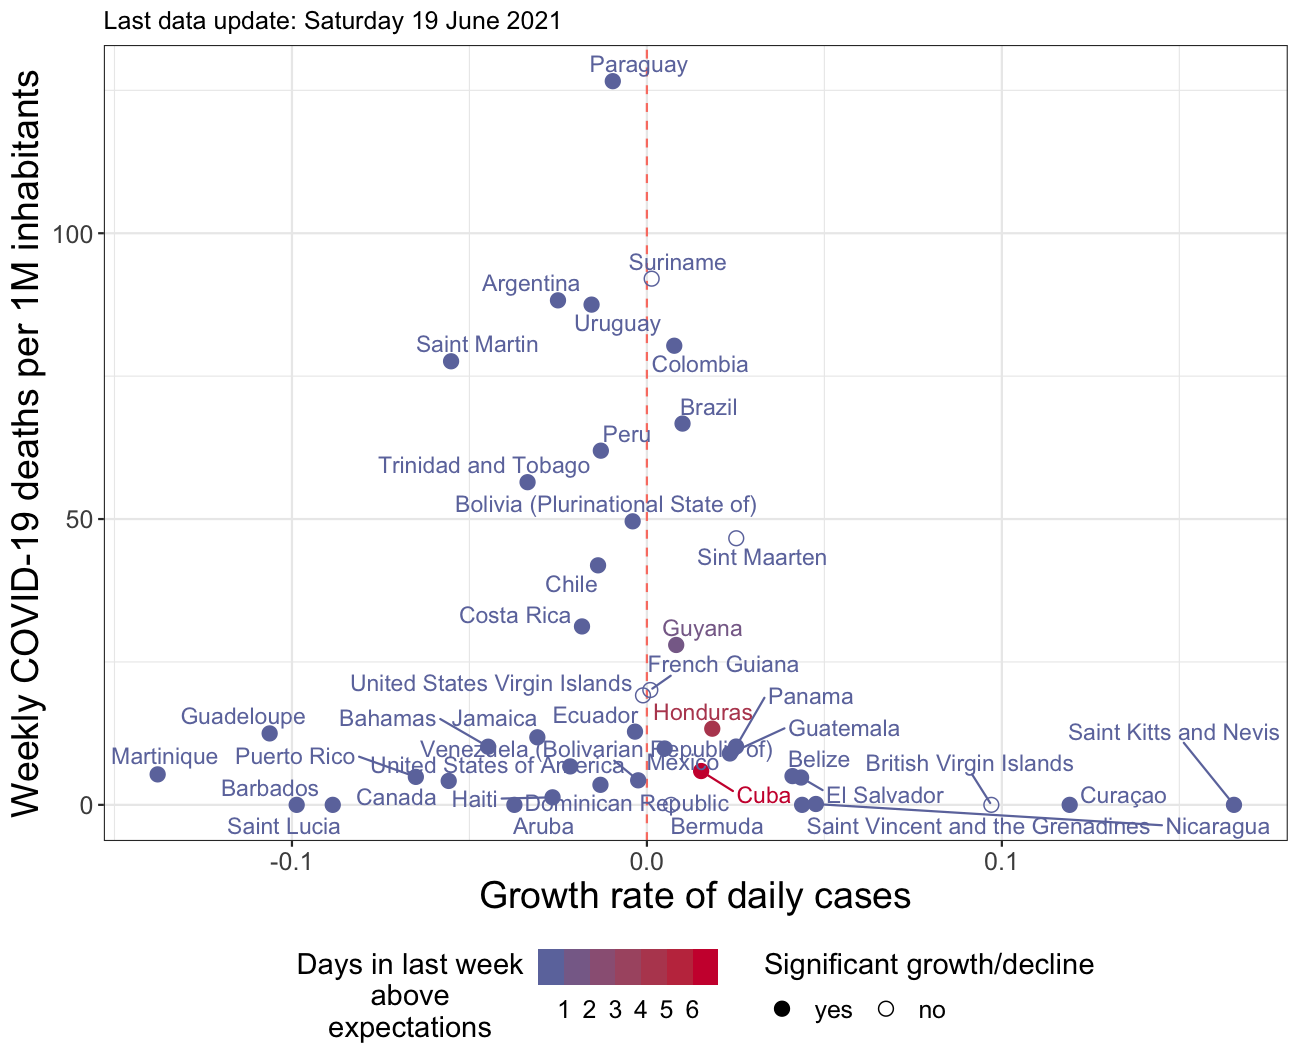 Last data update: Saturday 19 June 2021
Weekly COVID-19 deaths per 1M inhabitants
Paraguay
100
Suriname
Argentina
Uruguay
Saint Martin
Colombia
Brazil
Peru
Trinidad and Tobago
Bolivia (Plurinational State of)
50
Sint Maarten
Chile
Costa Rica
Guyana
French Guiana
United States Virgin Islands
Panama
Honduras
Guadeloupe
Bahamas
Jamaica
Ecuador
Guatemala
Saint Kitts and Nevis
Venezuela (Bolivarian Republic of)
Martinique
Puerto Rico
United States of America
Mexico
Belize
British Virgin Islands
Barbados
Canada
Haiti
Dominican Republic
Cuba
El Salvador
Curaçao
0
Saint Lucia
Aruba
Bermuda
Saint Vincent and the Grenadines
Nicaragua
-0.1
0.0
0.1
Growth rate of daily cases
Days in last week
above
expectations
1 2 3 4 5 6
Significant growth/decline
yes
no